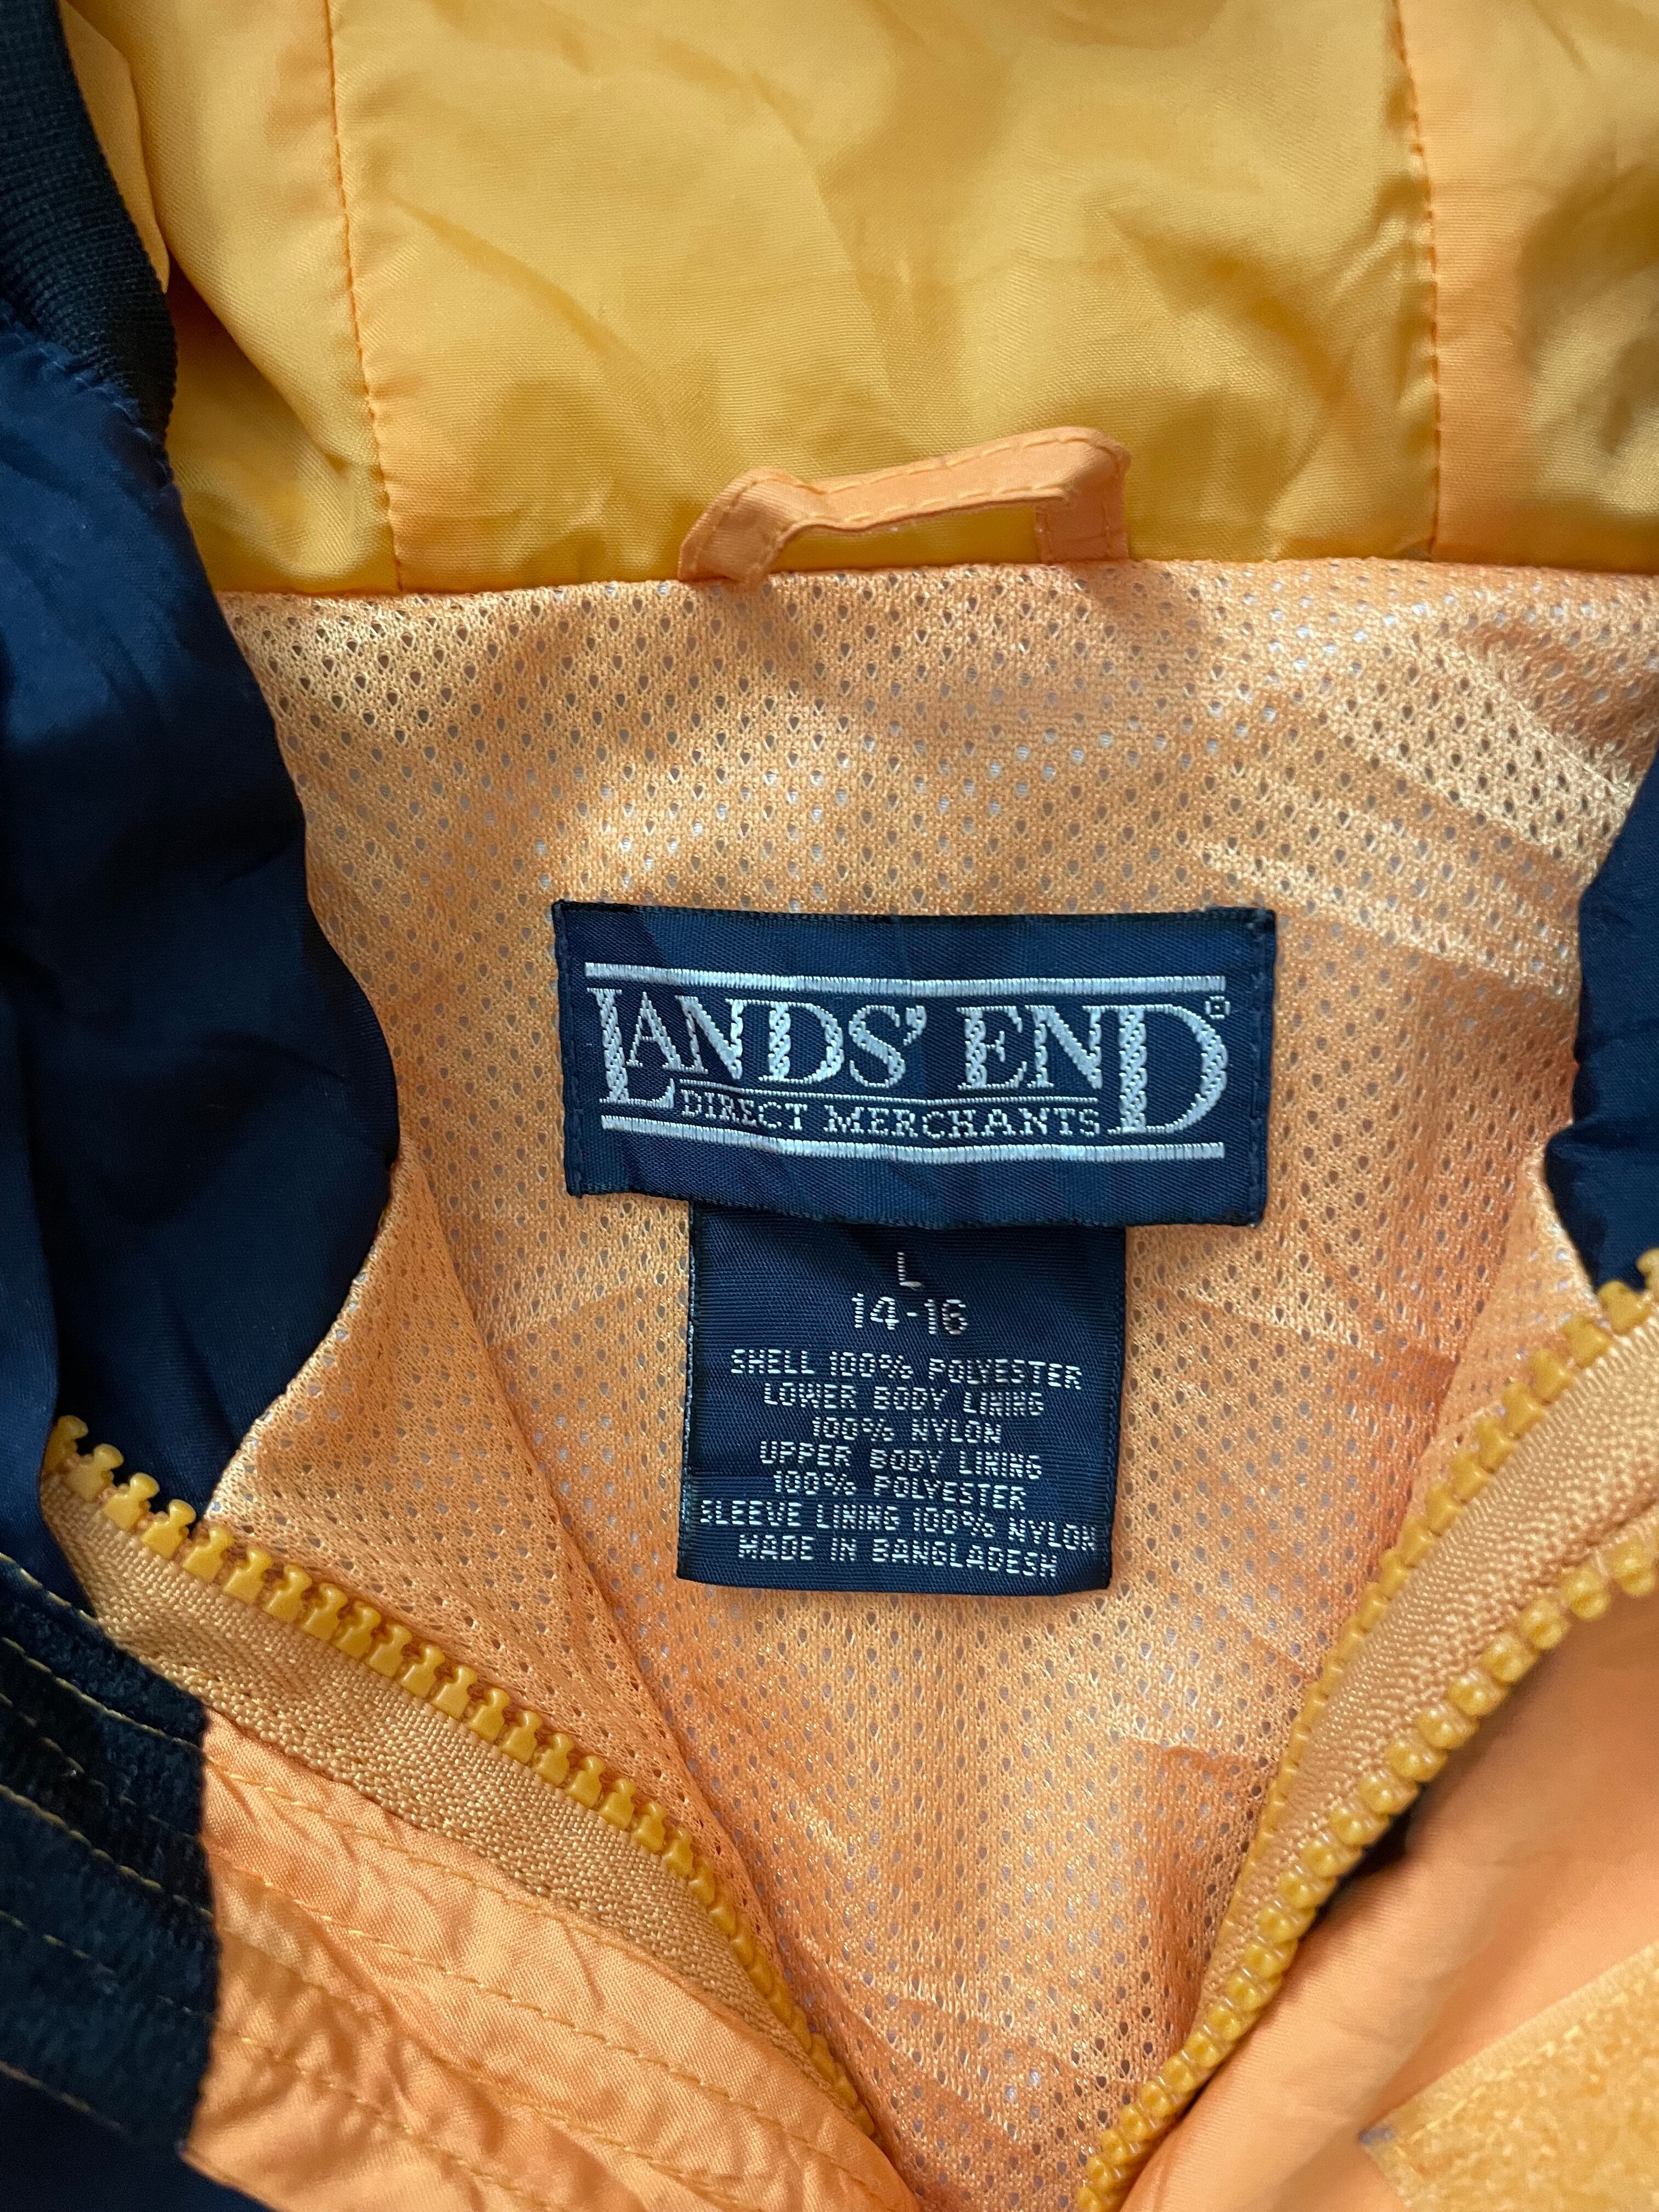 LANDS' END®
DIRECT MERCHANTS
L
14-16
SHELL 100% POLYESTER
LOWER BODY LINING
100% NYLON
UPPER BODY LINING
100% POLYESTER
SLEEVE LINING 100% NYLON
MADE IN BANGLADESH